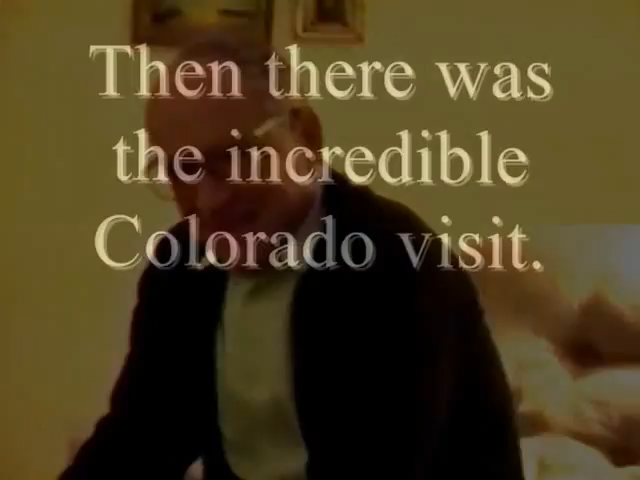 Then there was
the incredible
Colorado visit.